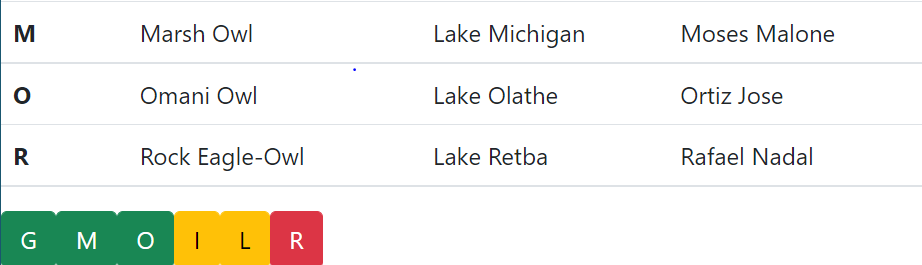 M Marsh Owl Lake Michigan Moses Malone
O Omani Owl Lake Olathe Ortiz Jose
R Rock Eagle-Owl Lake Retba Rafael Nadal
G M O I L R